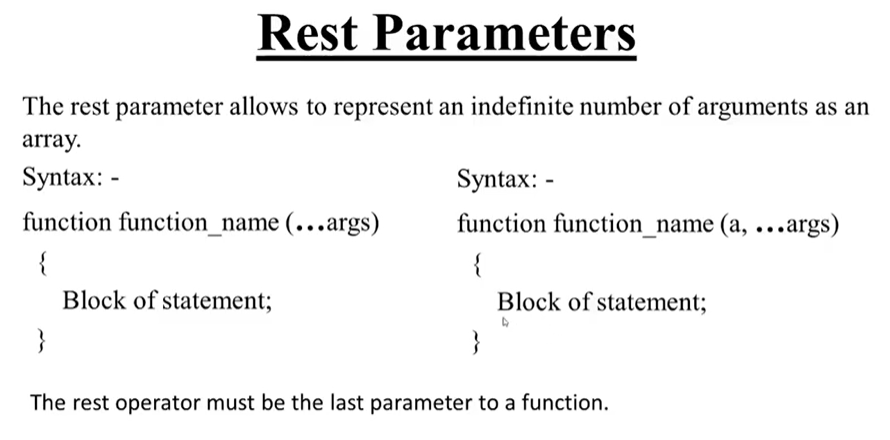 Rest Parameters
The rest parameter allows to represent an indefinite number of arguments as an
array.
Syntax: -
function function_name (...args)
{
Block of statement;
}
Syntax: -
function function_name (a, ...args)
{
Block of statement;
}
The rest operator must be the last parameter to a function.